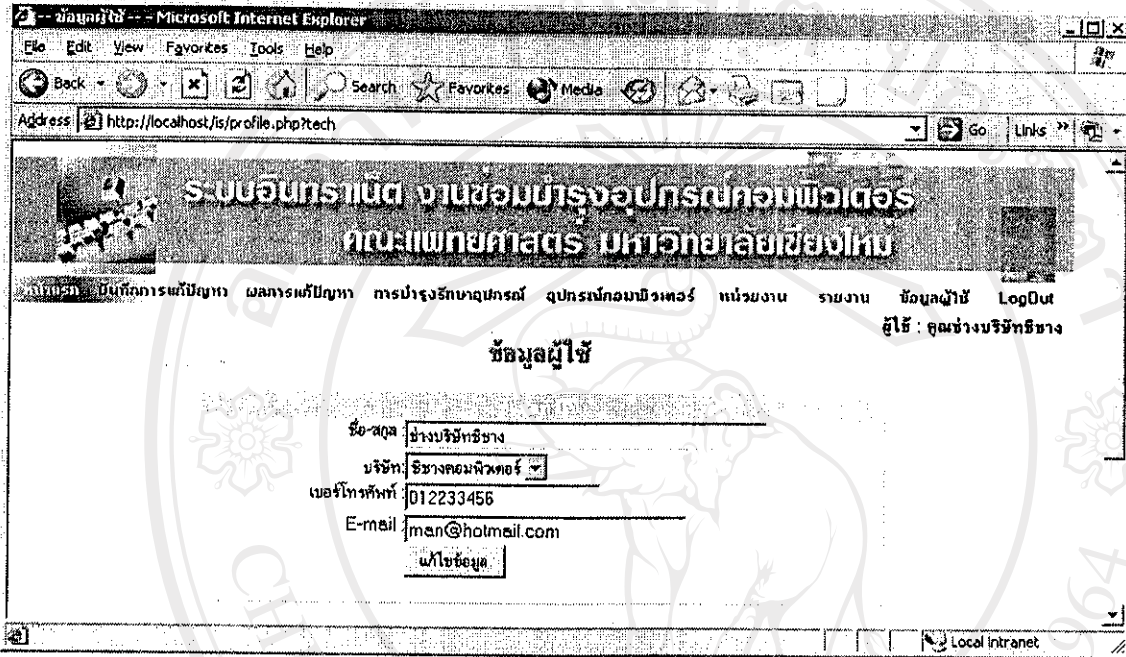 -- ข้อมูลผู้ใช้ -- - Microsoft Internet Explorer
File Edit View Favorites Tools Help
Back Search Favorites Media
Address http://localhost/is/profile.php?tech Go Links »
ระบบอินทราเน็ต งานซ่อมบำรุงอุปกรณ์คอมพิวเตอร์
คณะแพทยศาสตร์ มหาวิทยาลัยเชียงใหม่
บันทึกการแก้ปัญหา ผลการแก้ปัญหา การบำรุงรักษาอุปกรณ์ อุปกรณ์คอมพิวเตอร์ หน่วยงาน รายงาน ข้อมูลผู้ใช้ LogOut
ผู้ใช้ : คุณช่างบริษัทธิชาง
ข้อมูลผู้ใช้
ชื่อ-สกุล : ช่างบริษัทธิชาง
บริษัท: ธิชางคอมพิวเตอร์
เบอร์โทรศัพท์ : 012233456
E-mail : man@hotmail.com
แก้ไขข้อมูล
Local intranet